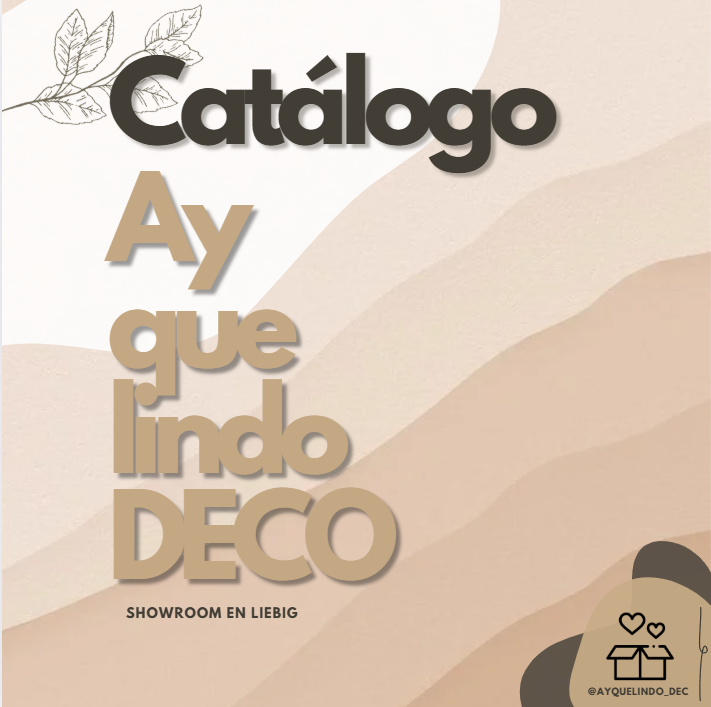 Catálogo
Ay
que
lindo
DECO
SHOWROOM EN LIEBIG
@AYQUELINDO_DEC